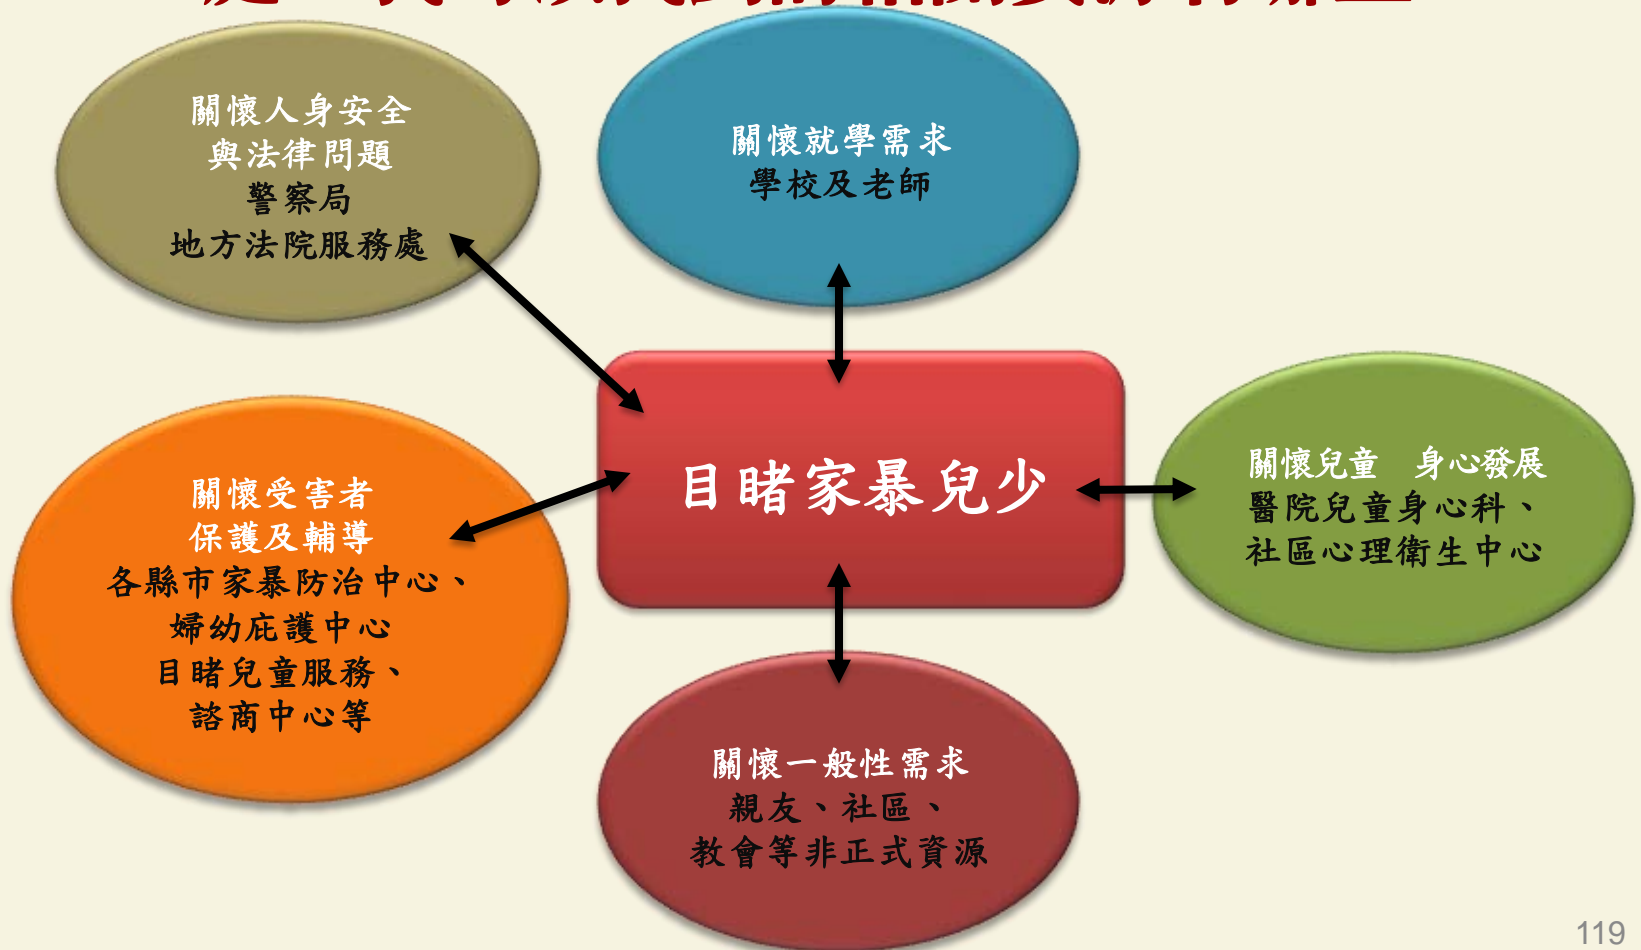 關懷人身安全
與法律問題
警察局
地方法院服務處
關懷就學需求
學校及老師
目睹家暴兒少
關懷兒童　身心發展
醫院兒童身心科、
社區心理衛生中心
關懷受害者
保護及輔導
各縣市家暴防治中心、
婦幼庇護中心
目睹兒童服務、
諮商中心等
關懷一般性需求
親友、社區、
教會等非正式資源
119